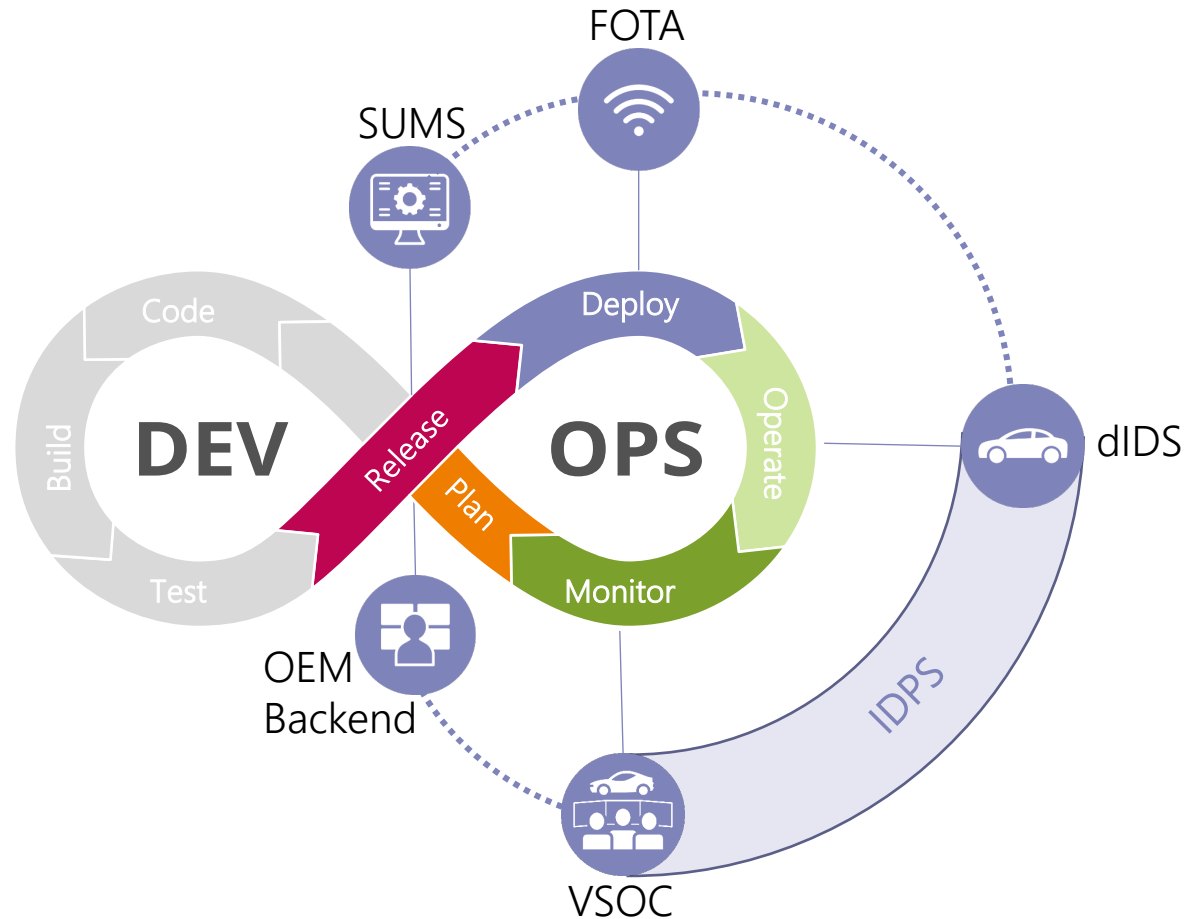 FOTA
SUMS
Code
Deploy
Build
DEV
Release
OPS
Operate
dIDS
Plan
Test
Monitor
OEM
Backend
IDPS
VSOC